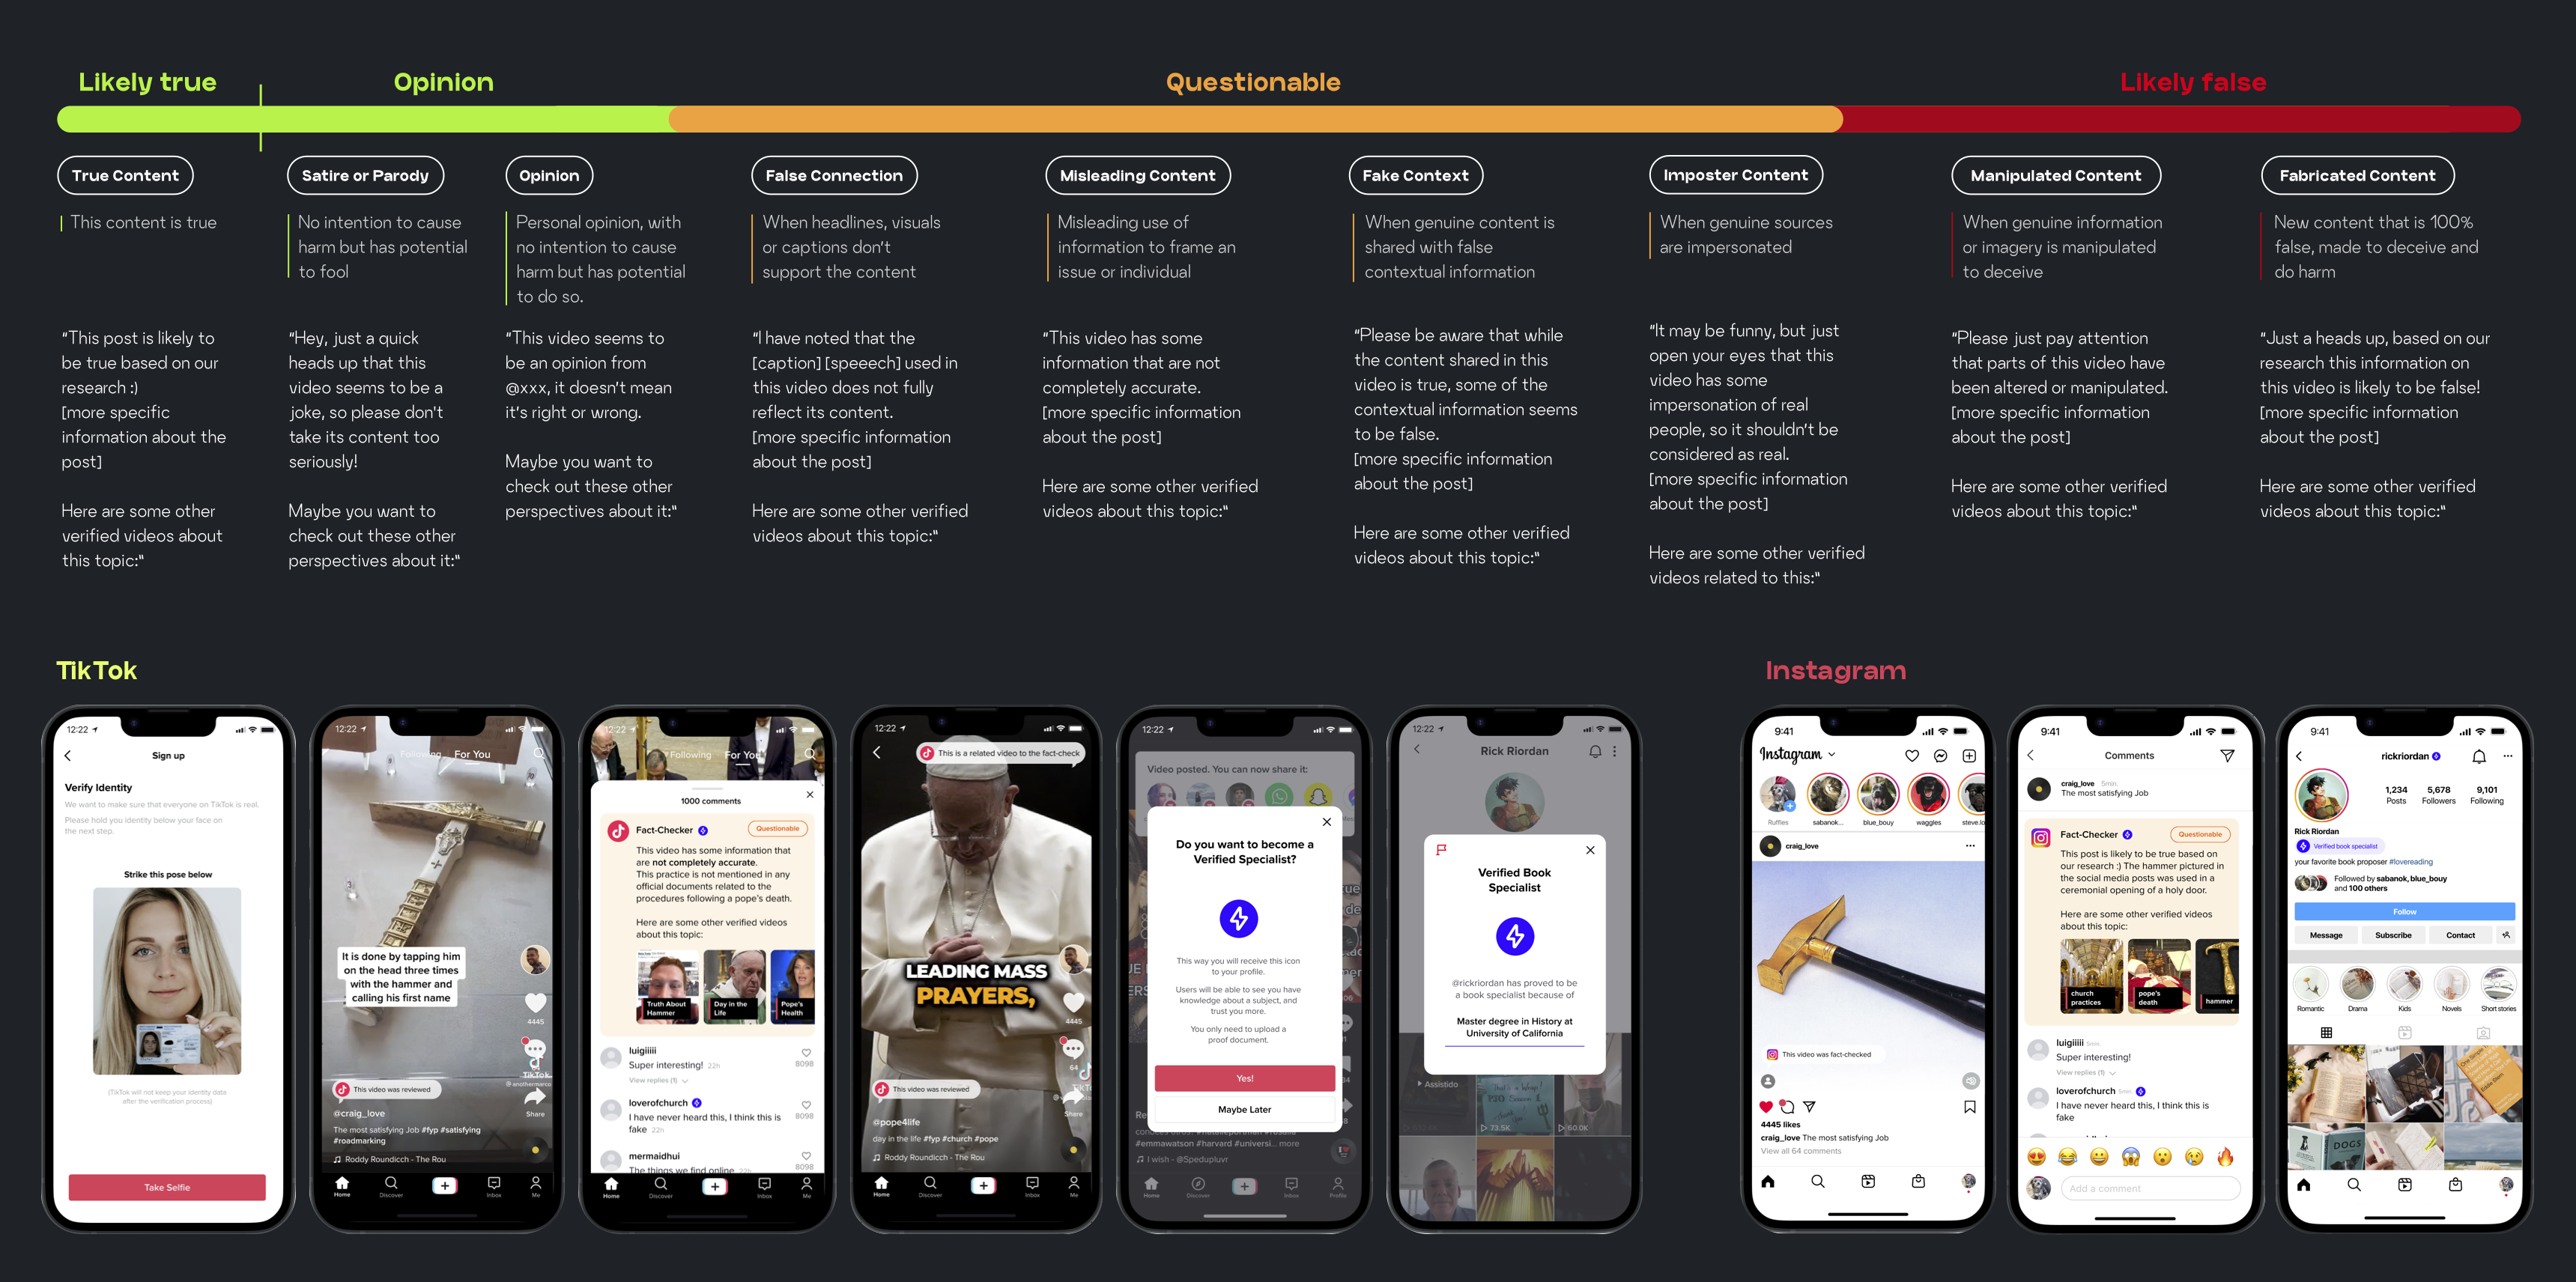 Likely true
Opinion
Questionable
Likely false
True Content
This content is true
“This post is likely to
be true based on our
research :)
[more specific
information about the
post]
Here are some other
verified videos about
this topic:“
Satire or Parody
No intention to cause
harm but has potential
to fool
“Hey, just a quick
heads up that this
video seems to be a
joke, so please don't
take its content too
seriously!
Maybe you want to
check out these other
perspectives about it:“
Opinion
Personal opinion, with
no intention to cause
harm but has potential
to do so.
“This video seems to
be an opinion from
@xxx, it doesn’t mean
it’s right or wrong.
Maybe you want to
check out these other
perspectives about it:“
False Connection
When headlines, visuals
or captions don’t
support the content
“I have noted that the
[caption] [speeech] used in
this video does not fully
reflect its content.
[more specific information
about the post]
Here are some other verified
videos about this topic:“
Misleading Content
Misleading use of
information to frame an
issue or individual
“This video has some
information that are not
completely accurate.
[more specific information
about the post]
Here are some other verified
videos about this topic:“
Fake Context
When genuine content is
shared with false
contextual information
“Please be aware that while
the content shared in this
video is true, some of the
contextual information seems
to be false.
[more specific information
about the post]
Here are some other verified
videos about this topic:“
Imposter Content
When genuine sources
are impersonated
“It may be funny, but just
open your eyes that this
video has some
impersonation of real
people, so it shouldn’t be
considered as real.
[more specific information
about the post]
Here are some other verified
videos related to this:“
Manipulated Content
When genuine information
or imagery is manipulated
to deceive
“Please just pay attention
that parts of this video have
been altered or manipulated.
[more specific information
about the post]
Here are some other verified
videos about this topic:“
Fabricated Content
New content that is 100%
false, made to deceive and
do harm
“Just a heads up, based on our
research this information on
this video is likely to be false!
[more specific information
about the post]
Here are some other verified
videos about this topic:“
TikTok
12:22
Sign up
Verify Identity
We want to make sure that everyone on TikTok is real.
Please hold you identity below your face on
the next step.
Strike this pose below
(TikTok will not keep your identity data
after the verification process)
Take Selfie
12:22
Following For You
It is done by tapping him
on the head three times
with the hammer and
calling his first name
4445
TikTok
This video was reviewed
Share
@craig_love
The most satisfying Job #fyp #satisfying
#roadmarking
Roddy Roundicch - The Rou
Home
Discover
Inbox
Me
12:22
Following For You
1000 comments
Fact-Checker
Questionable
This video has some information that
are not completely accurate.
This practice is not mentioned in any
official documents related to the
procedures following a pope's death.
Here are some other verified videos
about this topic:
Truth About
Hammer
Day in the
Life
Pope's
Health
luigiiiii
Super interesting! 22h
8098
View replies (1)
loverofchurch
I have never heard this, I think this is
fake 22h
8098
mermaidhui
The things we find online 22h
8098
Home
Discover
Inbox
Me
12:22
This is a related video to the fact-check
LEADING MASS
PRAYERS,
4445
64
This video was reviewed
Share
@pope4life
day in the life #fyp #church #pope
Roddy Roundicch - The Rou
Home
Discover
Inbox
Me
12:22
Video posted. You can now share it:
Do you want to become a
Verified Specialist?
This way you will receive this icon
to your profile.
Users will be able to see you have
knowledge about a subject, and
trust you more.
You only need to upload a
proof document.
Yes!
Maybe Later
#emmawatson #harvard #universi... more
I wish - @Spedupluvr
Home
Discover
Inbox
Profile
12:22
Rick Riordan
Verified Book
Specialist
@rickriordan has proved to be
a book specialist because of
Master degree in History at
University of California
Assistido
73.5K
60.0K
Instagram
9:41
Instagram
Ruffles
sabanok...
blue_bouy
waggles
steve.lo
craig_love
This video was fact-checked
4445 likes
craig_love The most satisfying Job
View all 64 comments
9:41
Comments
craig_love 5min.
The most satisfying Job
Fact-Checker
Questionable
This post is likely to be true based on
our research :) The hammer pictured in
the social media posts was used in a
ceremonial opening of a holy door.
Here are some other verified videos
about this topic:
church
practices
pope's
death
hammer
luigiiiii 5min.
Super interesting!
View replies (1)
loverofchurch 5min.
I have never heard this, I think this is
fake
Add a comment
9:41
rickriordan
1,234
Posts
5,678
Followers
9,101
Following
Rick Riordan
Verified book specialist
your favorite book proposer #lovereading
Followed by sabanok, blue_bouy
and 100 others
Follow
Message
Subscribe
Contact
Romantic
Drama
Kids
Novels
Short stories
DOGS